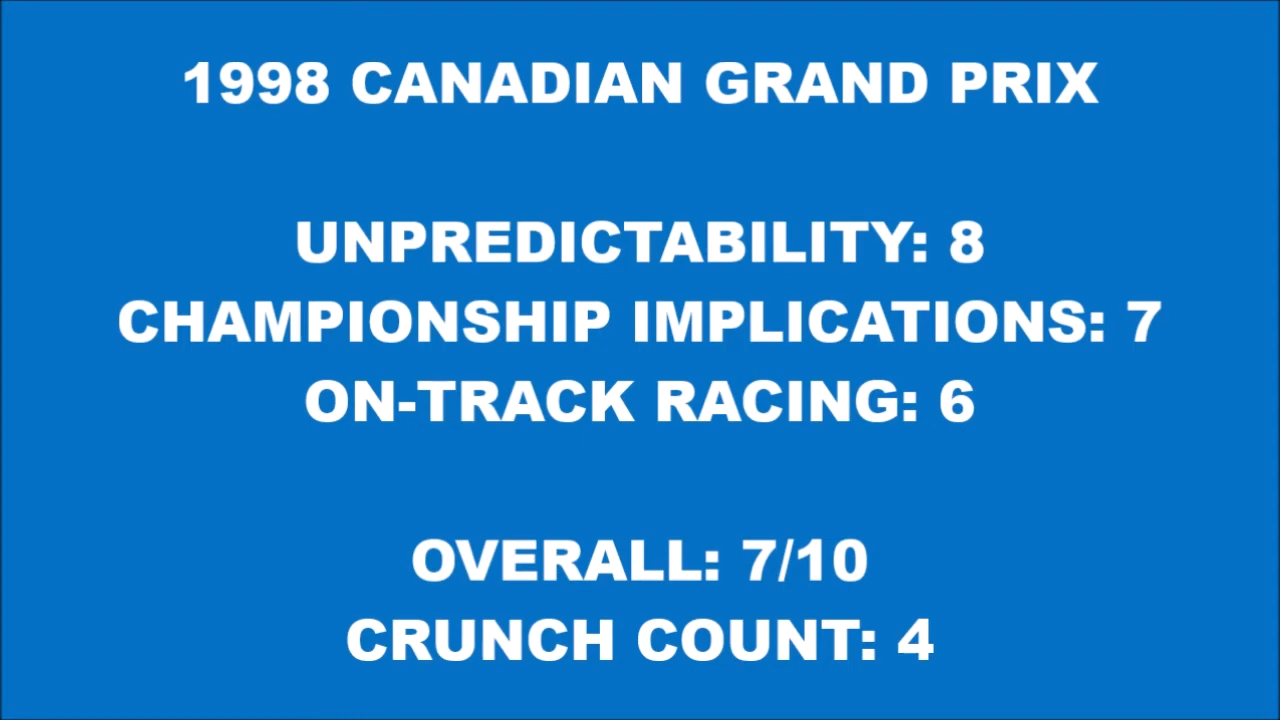 1998 CANADIAN GRAND PRIX
UNPREDICTABILITY: 8
CHAMPIONSHIP IMPLICATIONS: 7
ON-TRACK RACING: 6
OVERALL: 7/10
CRUNCH COUNT: 4